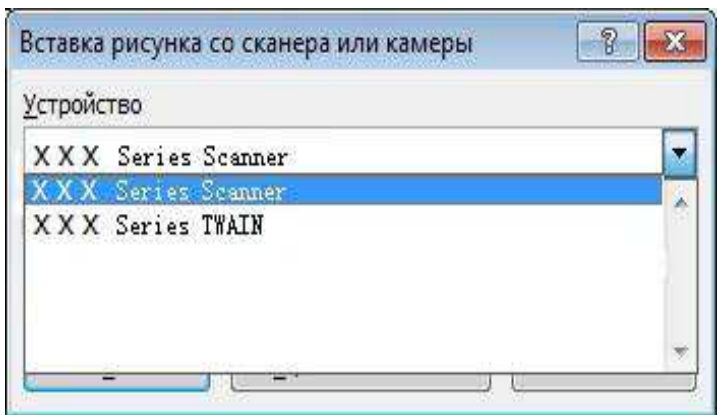 Вставка рисунка со сканера или камеры
Устройство
X X X Series Scanner
X X X Series Scanner
X X X Series TWAIN